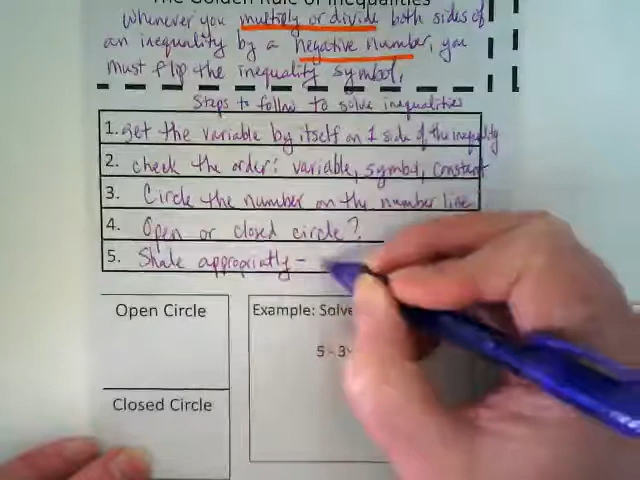 The Golden Rule of Inequalities
Whenever you multiply or divide both sides of
an inequality by a negative number, you
must flip the inequality symbol.
Steps to follow to solve inequalities
1. get the variable by itself on 1 side of the inequality
2. check the order: variable, symbol, constant
3. Circle the number on the number line
4. Open or closed circle?
5. Shade appropriatly -
Open Circle
Closed Circle
Example: Solve
5 - 3